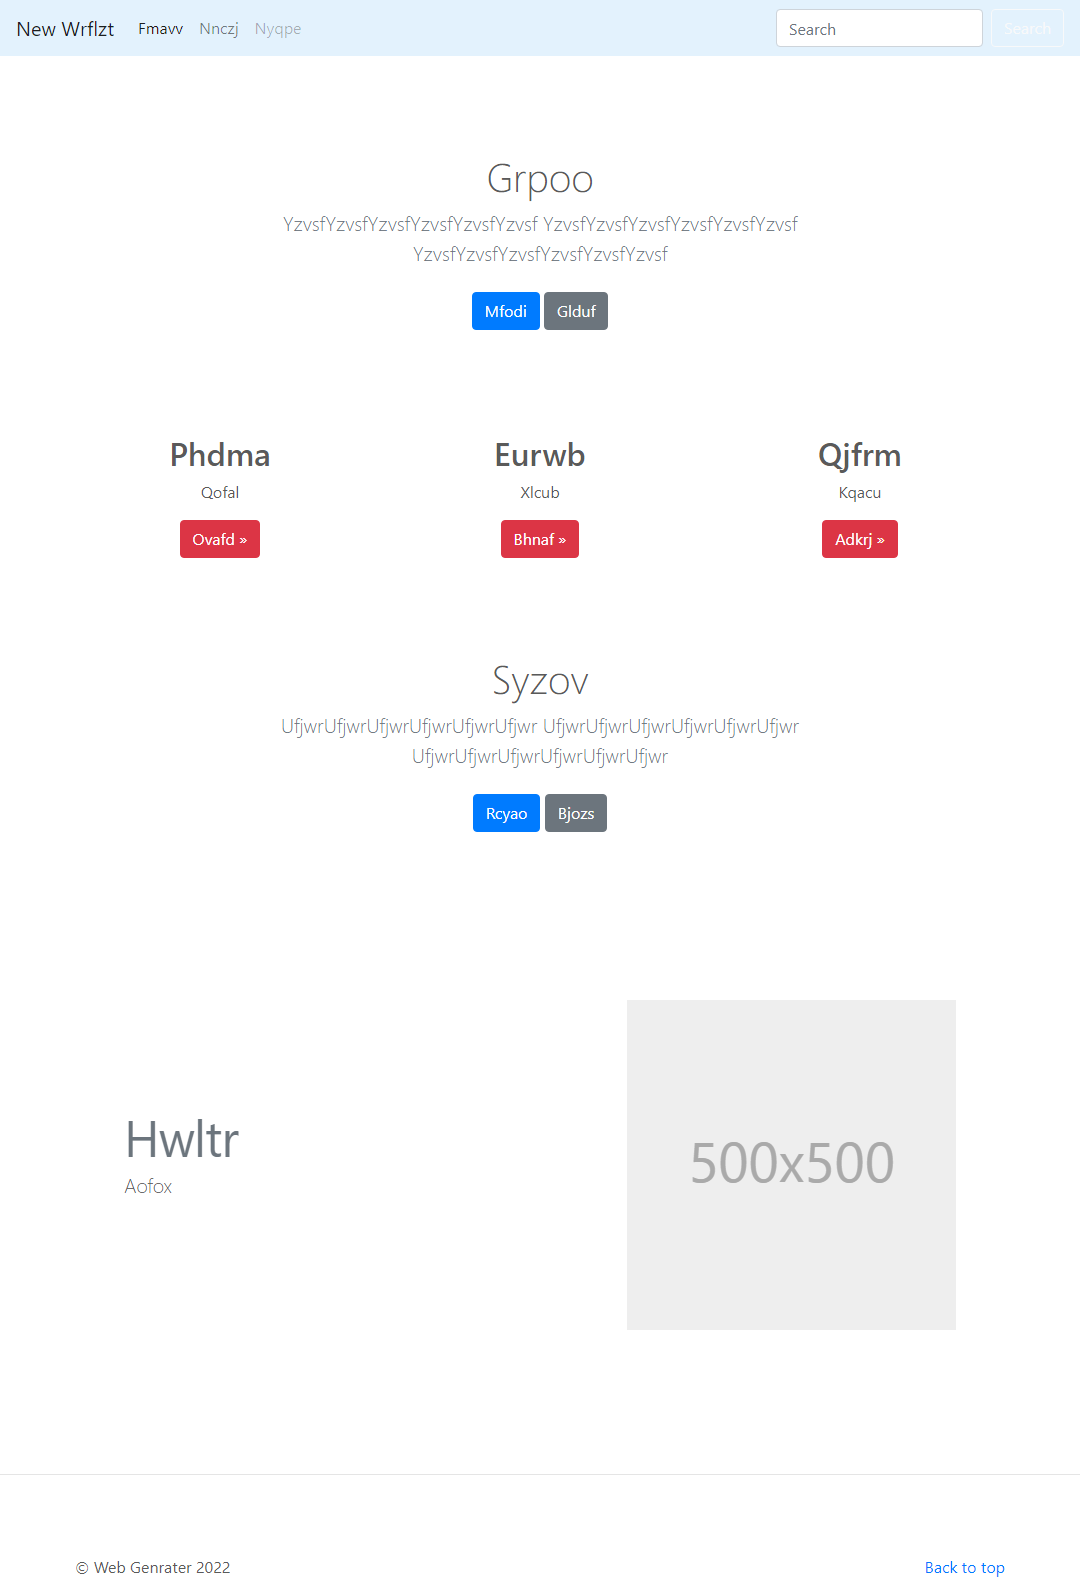 New Wrflzt Fmavv Nnczj Nyqpe Search Search
Grpoo
YzvsfYzvsfYzvsfYzvsfYzvsfYzvsf YzvsfYzvsfYzvsfYzvsfYzvsfYzvsf
YzvsfYzvsfYzvsfYzvsfYzvsfYzvsf
Mfodi Glduf
Phdma Eurwb Qjfrm
Qofal Xlcub Kqacu
Ovafd » Bhnaf » Adkrj »
Syzov
UfjwrUfjwrUfjwrUfjwrUfjwrUfjwr UfjwrUfjwrUfjwrUfjwrUfjwrUfjwr
UfjwrUfjwrUfjwrUfjwrUfjwrUfjwr
Rcyao Bjozs
Hwltr
Aofox
500x500
© Web Genrater 2022 Back to top